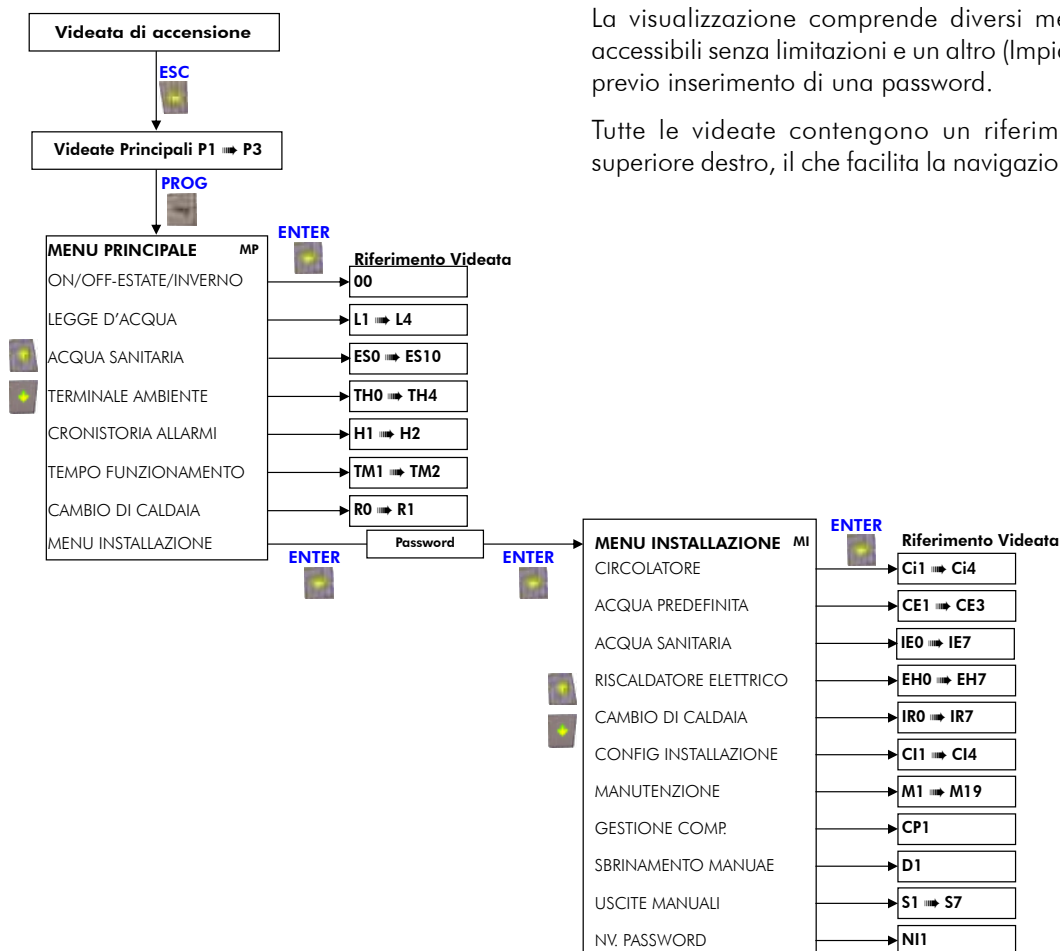 Videata di accensione
La visualizzazione comprende diversi
accessibili senza limitazioni e un altro
previo inserimento di una password.
Tutte le videate contengono un
superiore destro, il che facilita la
ESC
Videate Principali P1 ➠ P3
PROG
MENU PRINCIPALE MP
ENTER
Riferimento Videata
ON/OFF-ESTATE/INVERNO 00
LEGGE D'ACQUA L1 ➠ L4
ACQUA SANITARIA ES0 ➠ ES10
TERMINALE AMBIENTE TH0 ➠ TH4
CRONISTORIA ALLARMI H1 ➠ H2
TEMPO FUNZIONAMENTO TM1 ➠ TM2
CAMBIO DI CALDAIA R0 ➠ R1
MENU INSTALLAZIONE
ENTER
Password
ENTER
MENU INSTALLAZIONE MI
ENTER
Riferimento Videata
CIRCOLATORE Ci1 ➠ Ci4
ACQUA PREDEFINITA CE1 ➠ CE3
ACQUA SANITARIA IE0 ➠ IE7
RISCALDATORE ELETTRICO EH0 ➠ EH7
CAMBIO DI CALDAIA IR0 ➠ IR7
CONFIG INSTALLAZIONE CI1 ➠ CI4
MANUTENZIONE M1 ➠ M19
GESTIONE COMP. CP1
SBRINAMENTO MANUAE D1
USCITE MANUALI S1 ➠ S7
NV. PASSWORD NI1